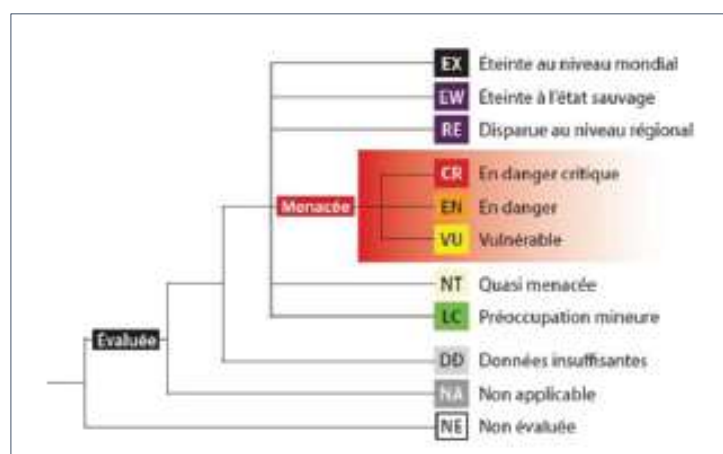 EX Éteinte au niveau mondial
EW Éteinte à l'état sauvage
RE Disparue au niveau régional
CR En danger critique
Menacée EN En danger
VU Vulnérable
NT Quasi menacée
LC Préoccupation mineure
Évaluée
DD Données insuffisantes
NA Non applicable
NE Non évaluée